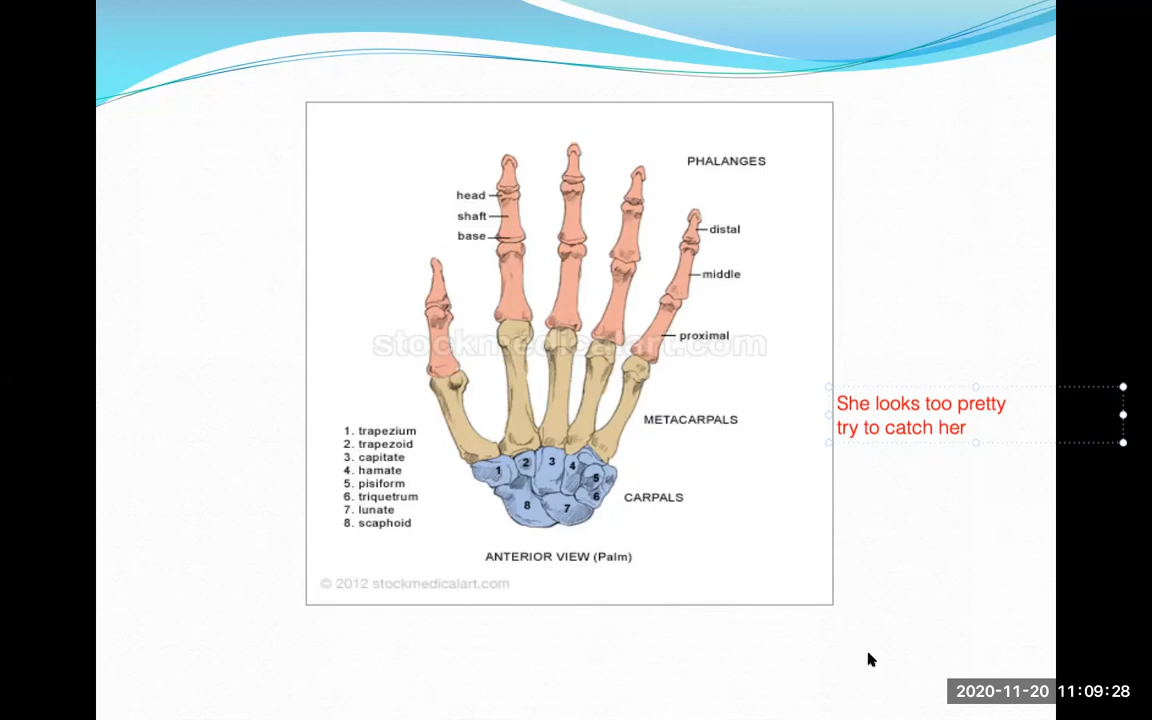 PHALANGES
head
shaft
base
distal
middle
proximal
stockmedicalart.com
She looks too pretty
try to catch her
METACARPALS
1. trapezium
2. trapezoid
3. capitate
4. hamate
5. pisiform
6. triquetrum
7. lunate
8. scaphoid
1
2
3
4
5
6
7
8
CARPALS
ANTERIOR VIEW (Palm)
© 2012 stockmedicalart.com
2020-11-20 11:09:28